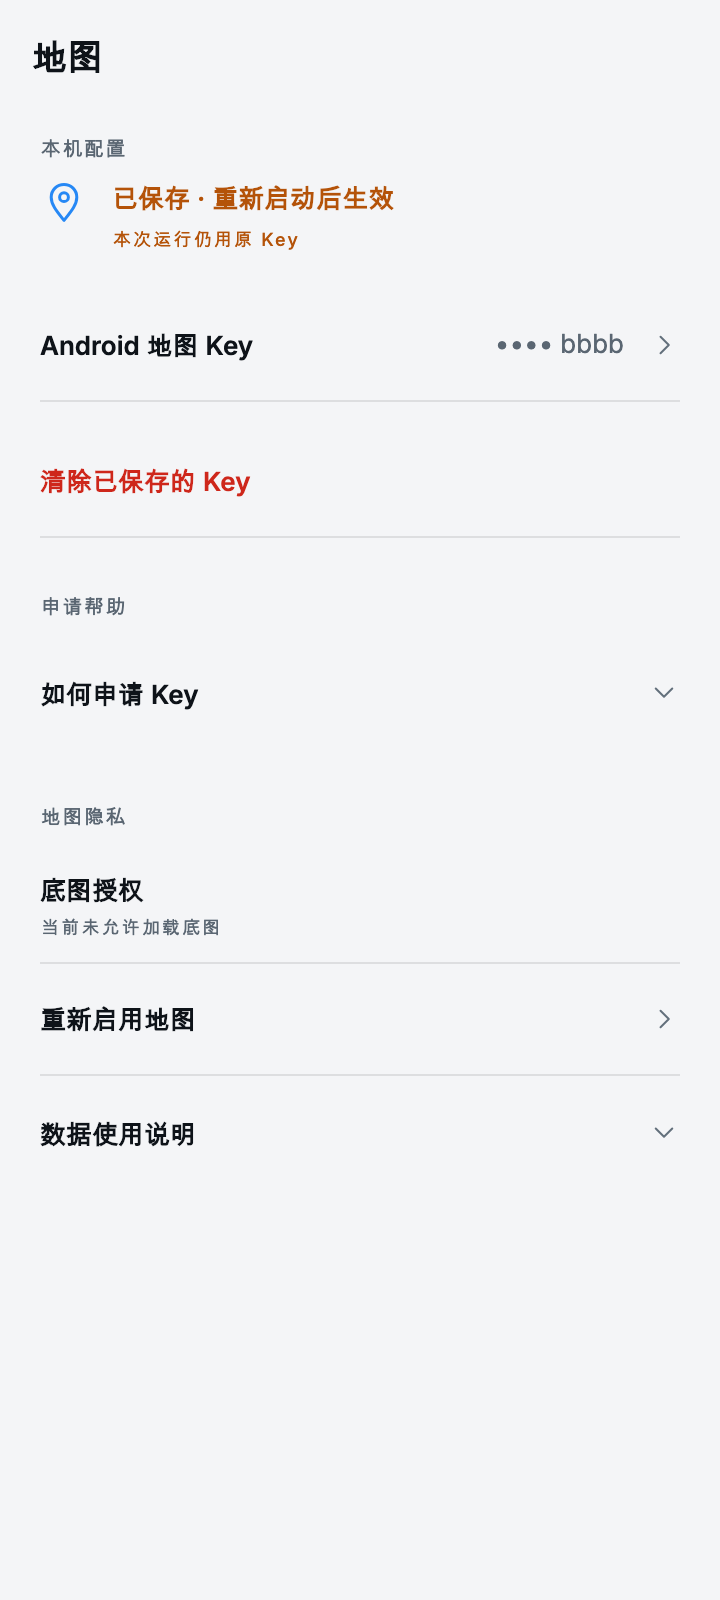 地图
本机配置
已保存 · 重新启动后生效
本次运行仍用原 Key
Android 地图 Key
•••• bbbb
清除已保存的 Key
申请帮助
如何申请 Key
地图隐私
底图授权
当前未允许加载底图
重新启用地图
数据使用说明